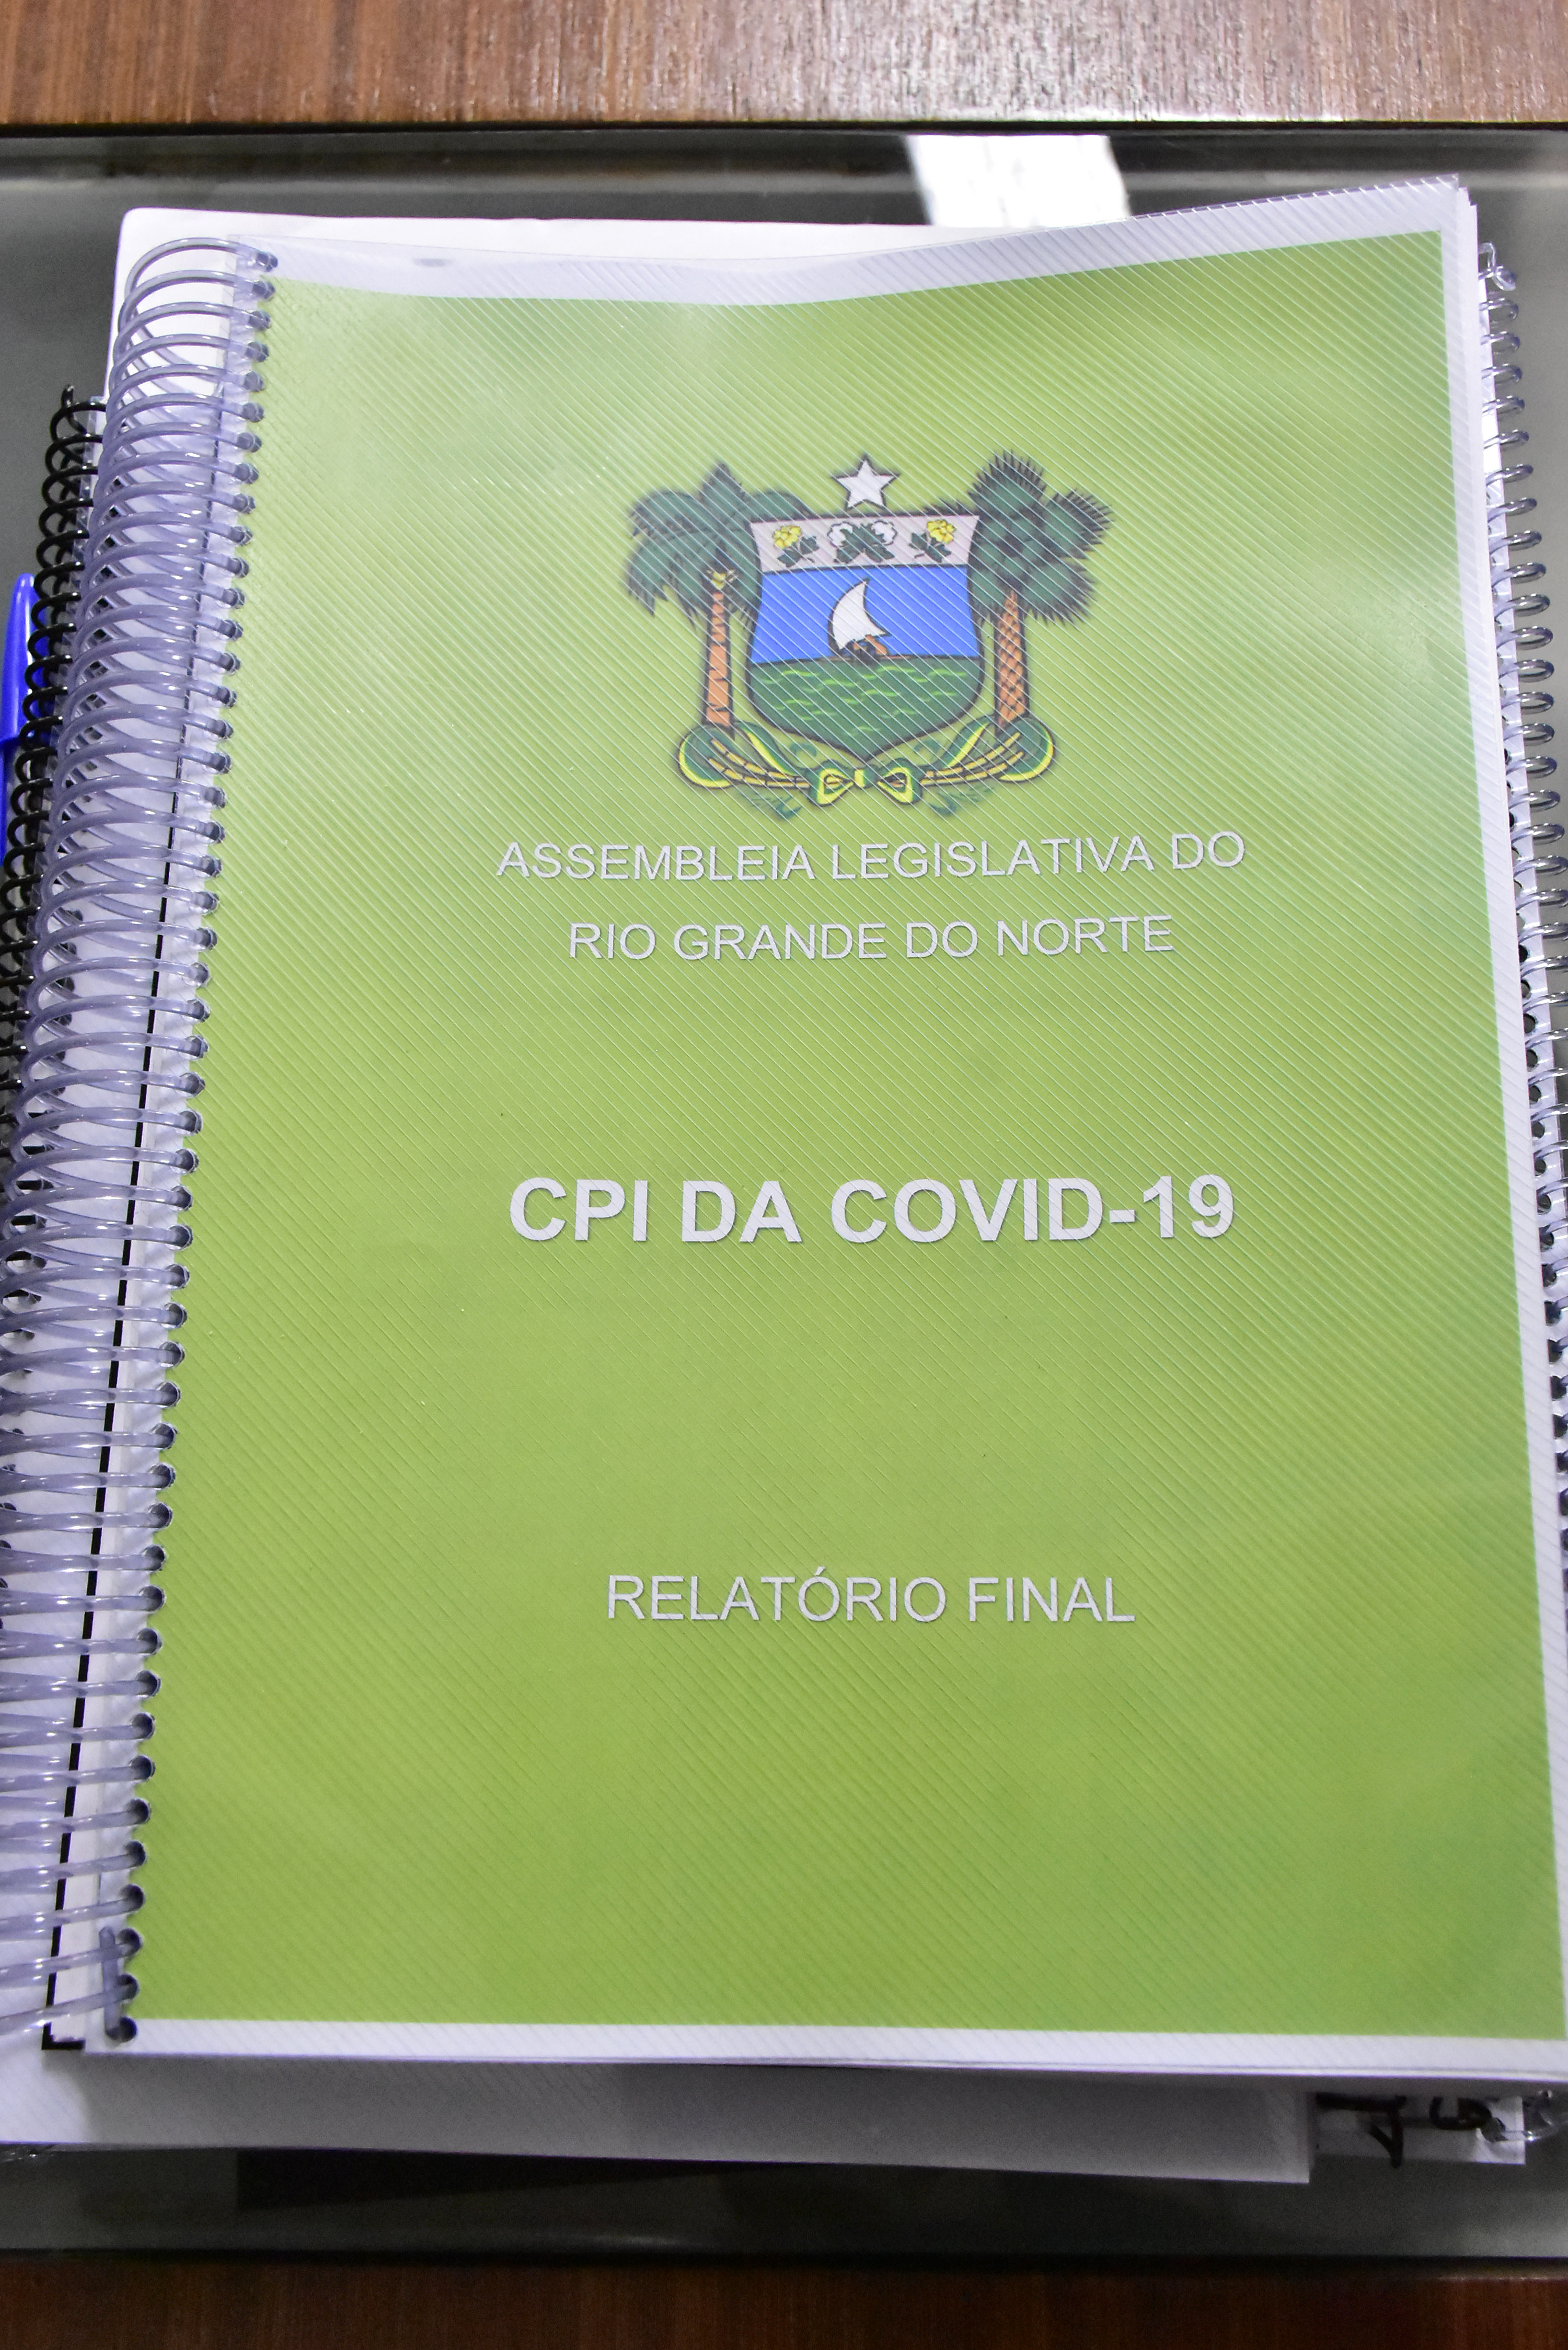 ASSEMBLEIA LEGISLATIVA DO
RIO GRANDE DO NORTE
CPI DA COVID-19
RELATÓRIO FINAL